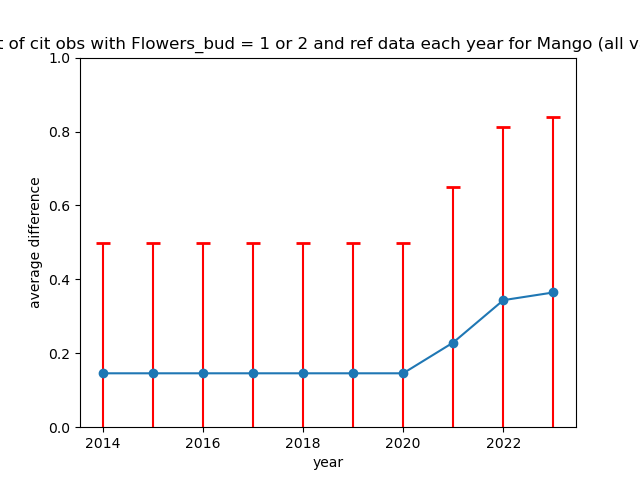 t of cit obs with Flowers_bud = 1 or 2 and ref data each year for Mango (all v
1.0
0.8
0.6
0.4
0.2
0.0
average difference
2014 2016 2018 2020 2022
year